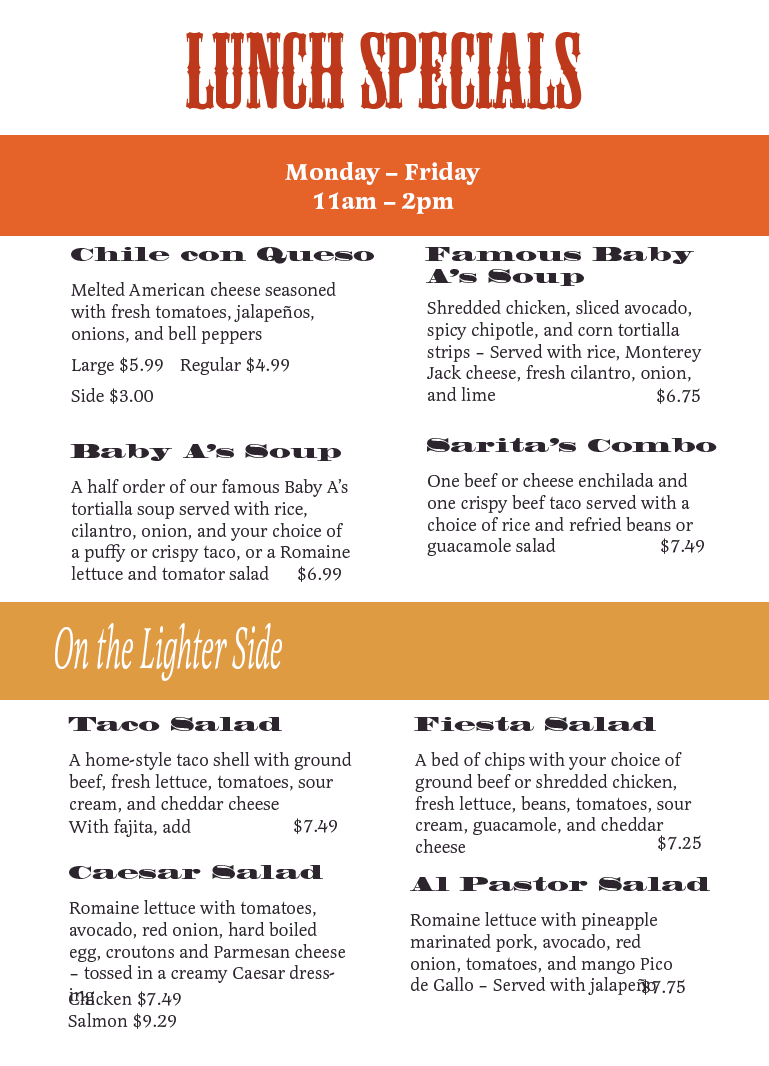 LUNCH SPECIALS
Monday – Friday
11am – 2pm
Chile con Queso
Melted American cheese seasoned
with fresh tomatoes, jalapeños,
onions, and bell peppers
Large $5.99 Regular $4.99
Side $3.00
Baby A's Soup
A half order of our famous Baby A's
tortialla soup served with rice,
cilantro, onion, and your choice of
a puffy or crispy taco, or a Romaine
lettuce and tomator salad $6.99
Famous Baby
A's Soup
Shredded chicken, sliced avocado,
spicy chipotle, and corn tortialla
strips – Served with rice, Monterey
Jack cheese, fresh cilantro, onion,
and lime $6.75
Sarita's Combo
One beef or cheese enchilada and
one crispy beef taco served with a
choice of rice and refried beans or
guacamole salad $7.49
On the Lighter Side
Taco Salad
A home-style taco shell with ground
beef, fresh lettuce, tomatoes, sour
cream, and cheddar cheese
With fajita, add $7.49
Caesar Salad
Romaine lettuce with tomatoes,
avocado, red onion, hard boiled
egg, croutons and Parmesan cheese
– tossed in a creamy Caesar dress-
ing
Chicken $7.49
Salmon $9.29
Fiesta Salad
A bed of chips with your choice of
ground beef or shredded chicken,
fresh lettuce, beans, tomatoes, sour
cream, guacamole, and cheddar
cheese $7.25
Al Pastor Salad
Romaine lettuce with pineapple
marinated pork, avocado, red
onion, tomatoes, and mango Pico
de Gallo – Served with jalapeño $7.75